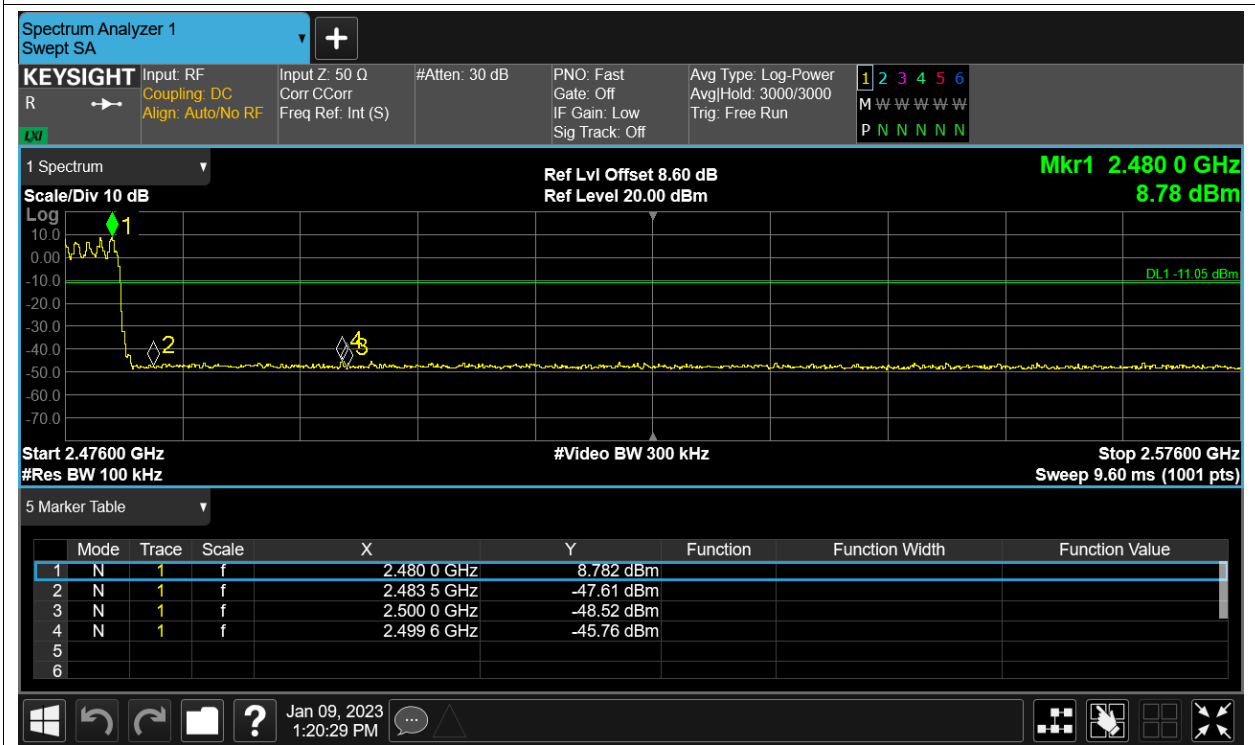 Spectrum Analyzer 1
Swept SA
KEYSIGHT
R
LXI
Input: RF
Coupling: DC
Align: Auto/No RF
Input Z: 50 Ω
Corr CCorr
Freq Ref: Int (S)
#Atten: 30 dB
PNO: Fast
Gate: Off
IF Gain: Low
Sig Track: Off
Avg Type: Log-Power
Avg|Hold: 3000/3000
Trig: Free Run
1 2 3 4 5 6
M W W W W W
P N N N N N
1 Spectrum
Scale/Div 10 dB
Ref Lvl Offset 8.60 dB
Ref Level 20.00 dBm
Mkr1 2.480 0 GHz
8.78 dBm
Log
10.0
0.00
-10.0
-20.0
-30.0
-40.0
-50.0
-60.0
-70.0
1
2
4
3
DL1 -11.05 dBm
Start 2.47600 GHz
#Video BW 300 kHz
Stop 2.57600 GHz
#Res BW 100 kHz
Sweep 9.60 ms (1001 pts)
5 Marker Table
Mode Trace Scale X Y Function Function Width Function Value
1 N 1 f 2.480 0 GHz 8.782 dBm
2 N 1 f 2.483 5 GHz -47.61 dBm
3 N 1 f 2.500 0 GHz -48.52 dBm
4 N 1 f 2.499 6 GHz -45.76 dBm
5
6
?
Jan 09, 2023
1:20:29 PM